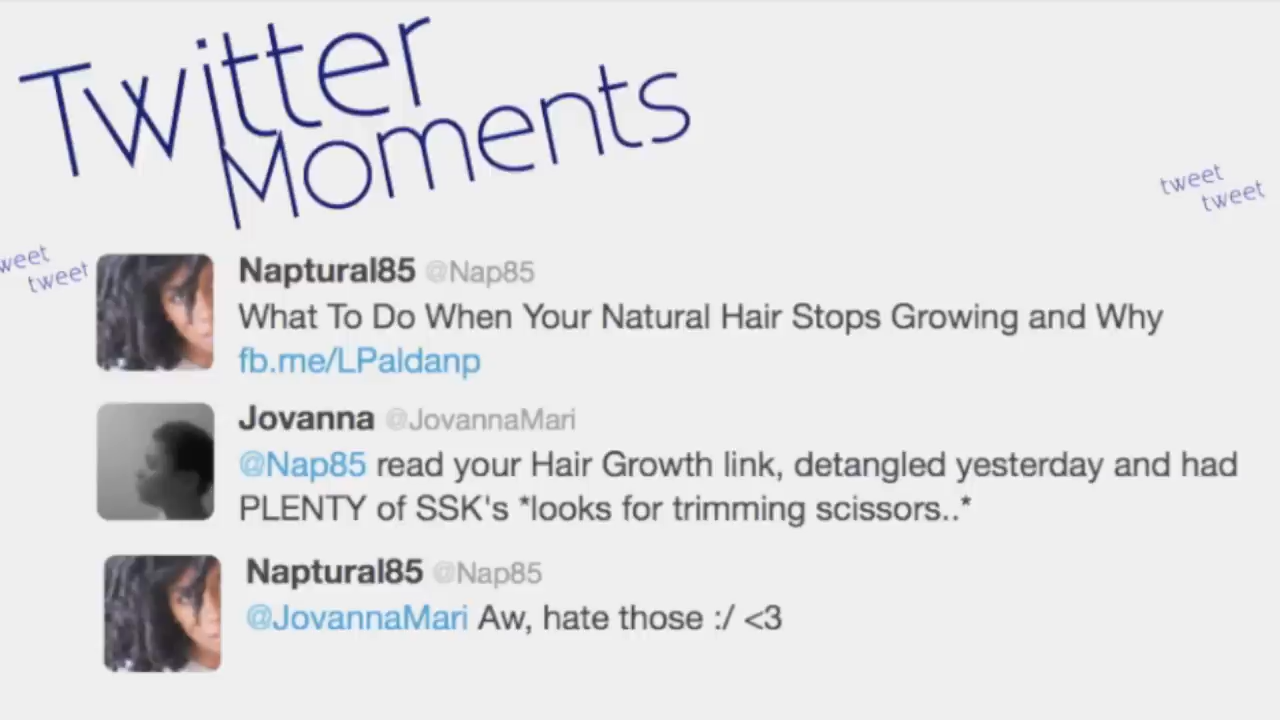 Twitter
Moments
tweet
tweet
weet
tweet
Naptural85 @Nap85
What To Do When Your Natural Hair Stops Growing and Why
fb.me/LPaldanp
Jovanna @JovannaMari
@Nap85 read your Hair Growth link, detangled yesterday and had
PLENTY of SSK's *looks for trimming scissors..*
Naptural85 @Nap85
@JovannaMari Aw, hate those :/ <3